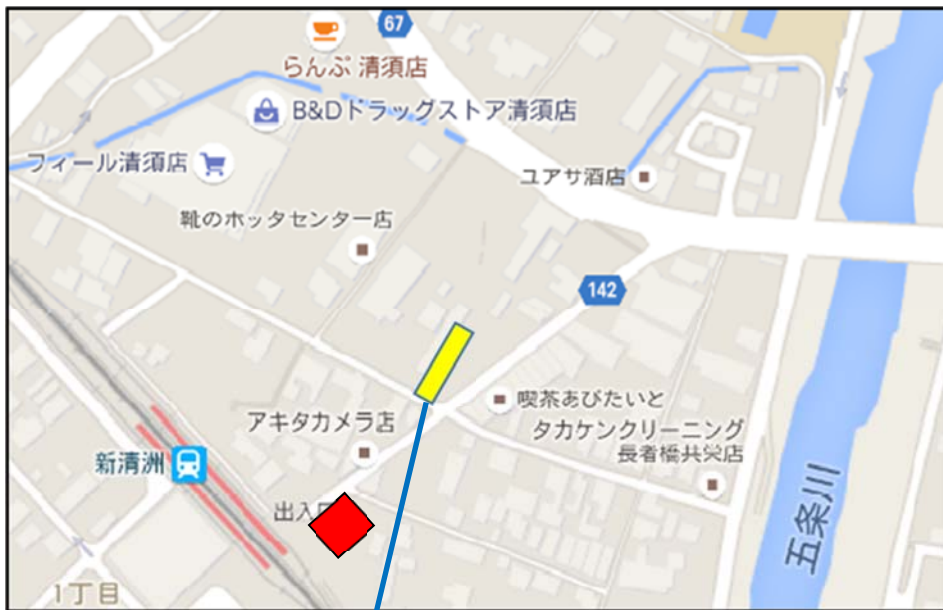 67
らんぷ 清須店
B&Dドラッグストア清須店
フィール清須店
ユアサ酒店
靴のホッタセンター店
142
喫茶あびたいと
アキタカメラ店
タカケンクリーニング
長者橋共栄店
新清洲
五条川
出入口
1丁目